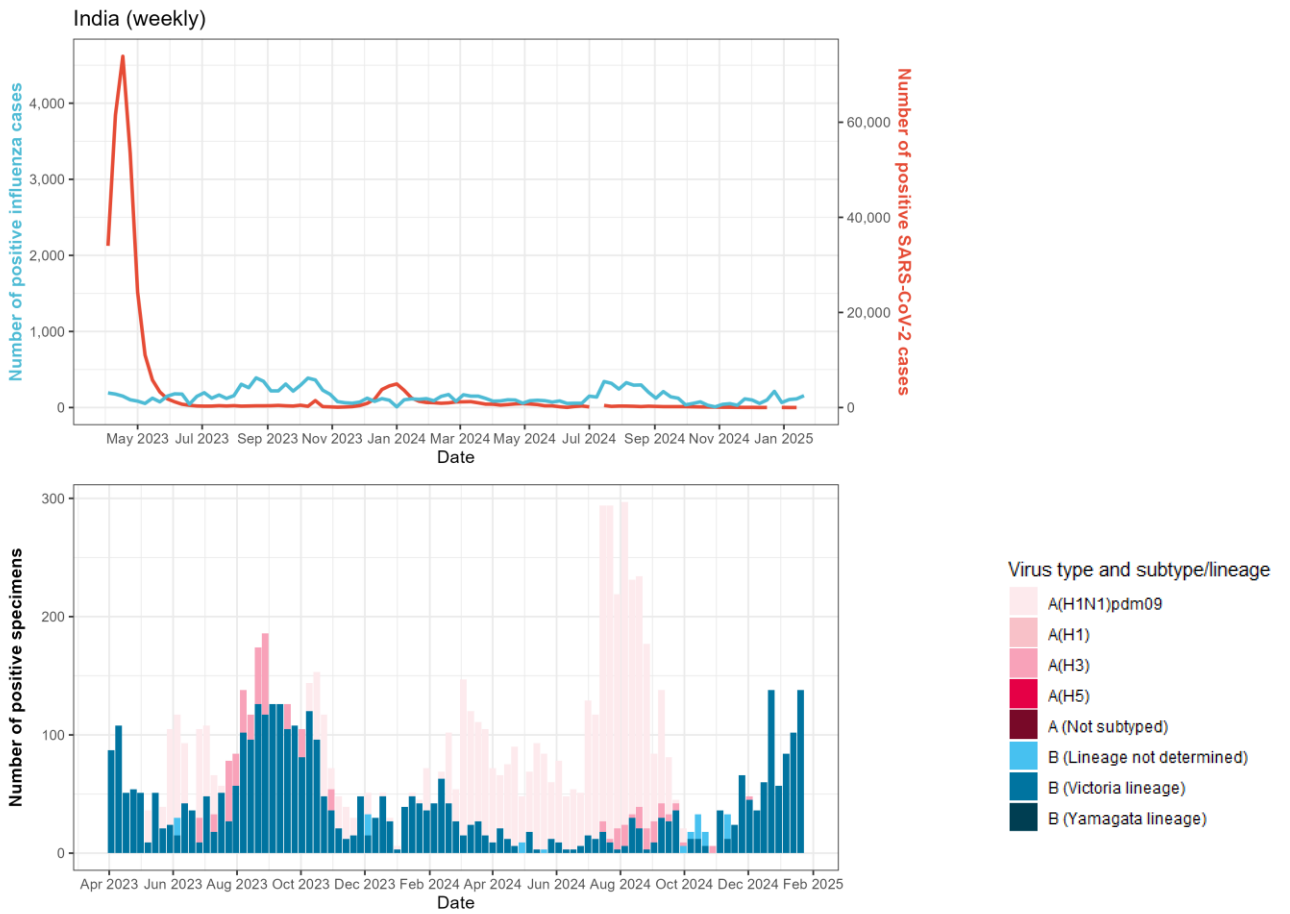 India (weekly)
Number of positive influenza cases
4,000
3,000
2,000
1,000
0
60,000
40,000
20,000
0
Number of positive SARS-CoV-2 cases
May 2023 Jul 2023 Sep 2023 Nov 2023 Jan 2024 Mar 2024 May 2024 Jul 2024 Sep 2024 Nov 2024 Jan 2025
Date
Number of positive specimens
300
200
100
0
Apr 2023 Jun 2023 Aug 2023 Oct 2023 Dec 2023 Feb 2024 Apr 2024 Jun 2024 Aug 2024 Oct 2024 Dec 2024 Feb 2025
Date
Virus type and subtype/lineage
A(H1N1)pdm09
A(H1)
A(H3)
A(H5)
A (Not subtyped)
B (Lineage not determined)
B (Victoria lineage)
B (Yamagata lineage)